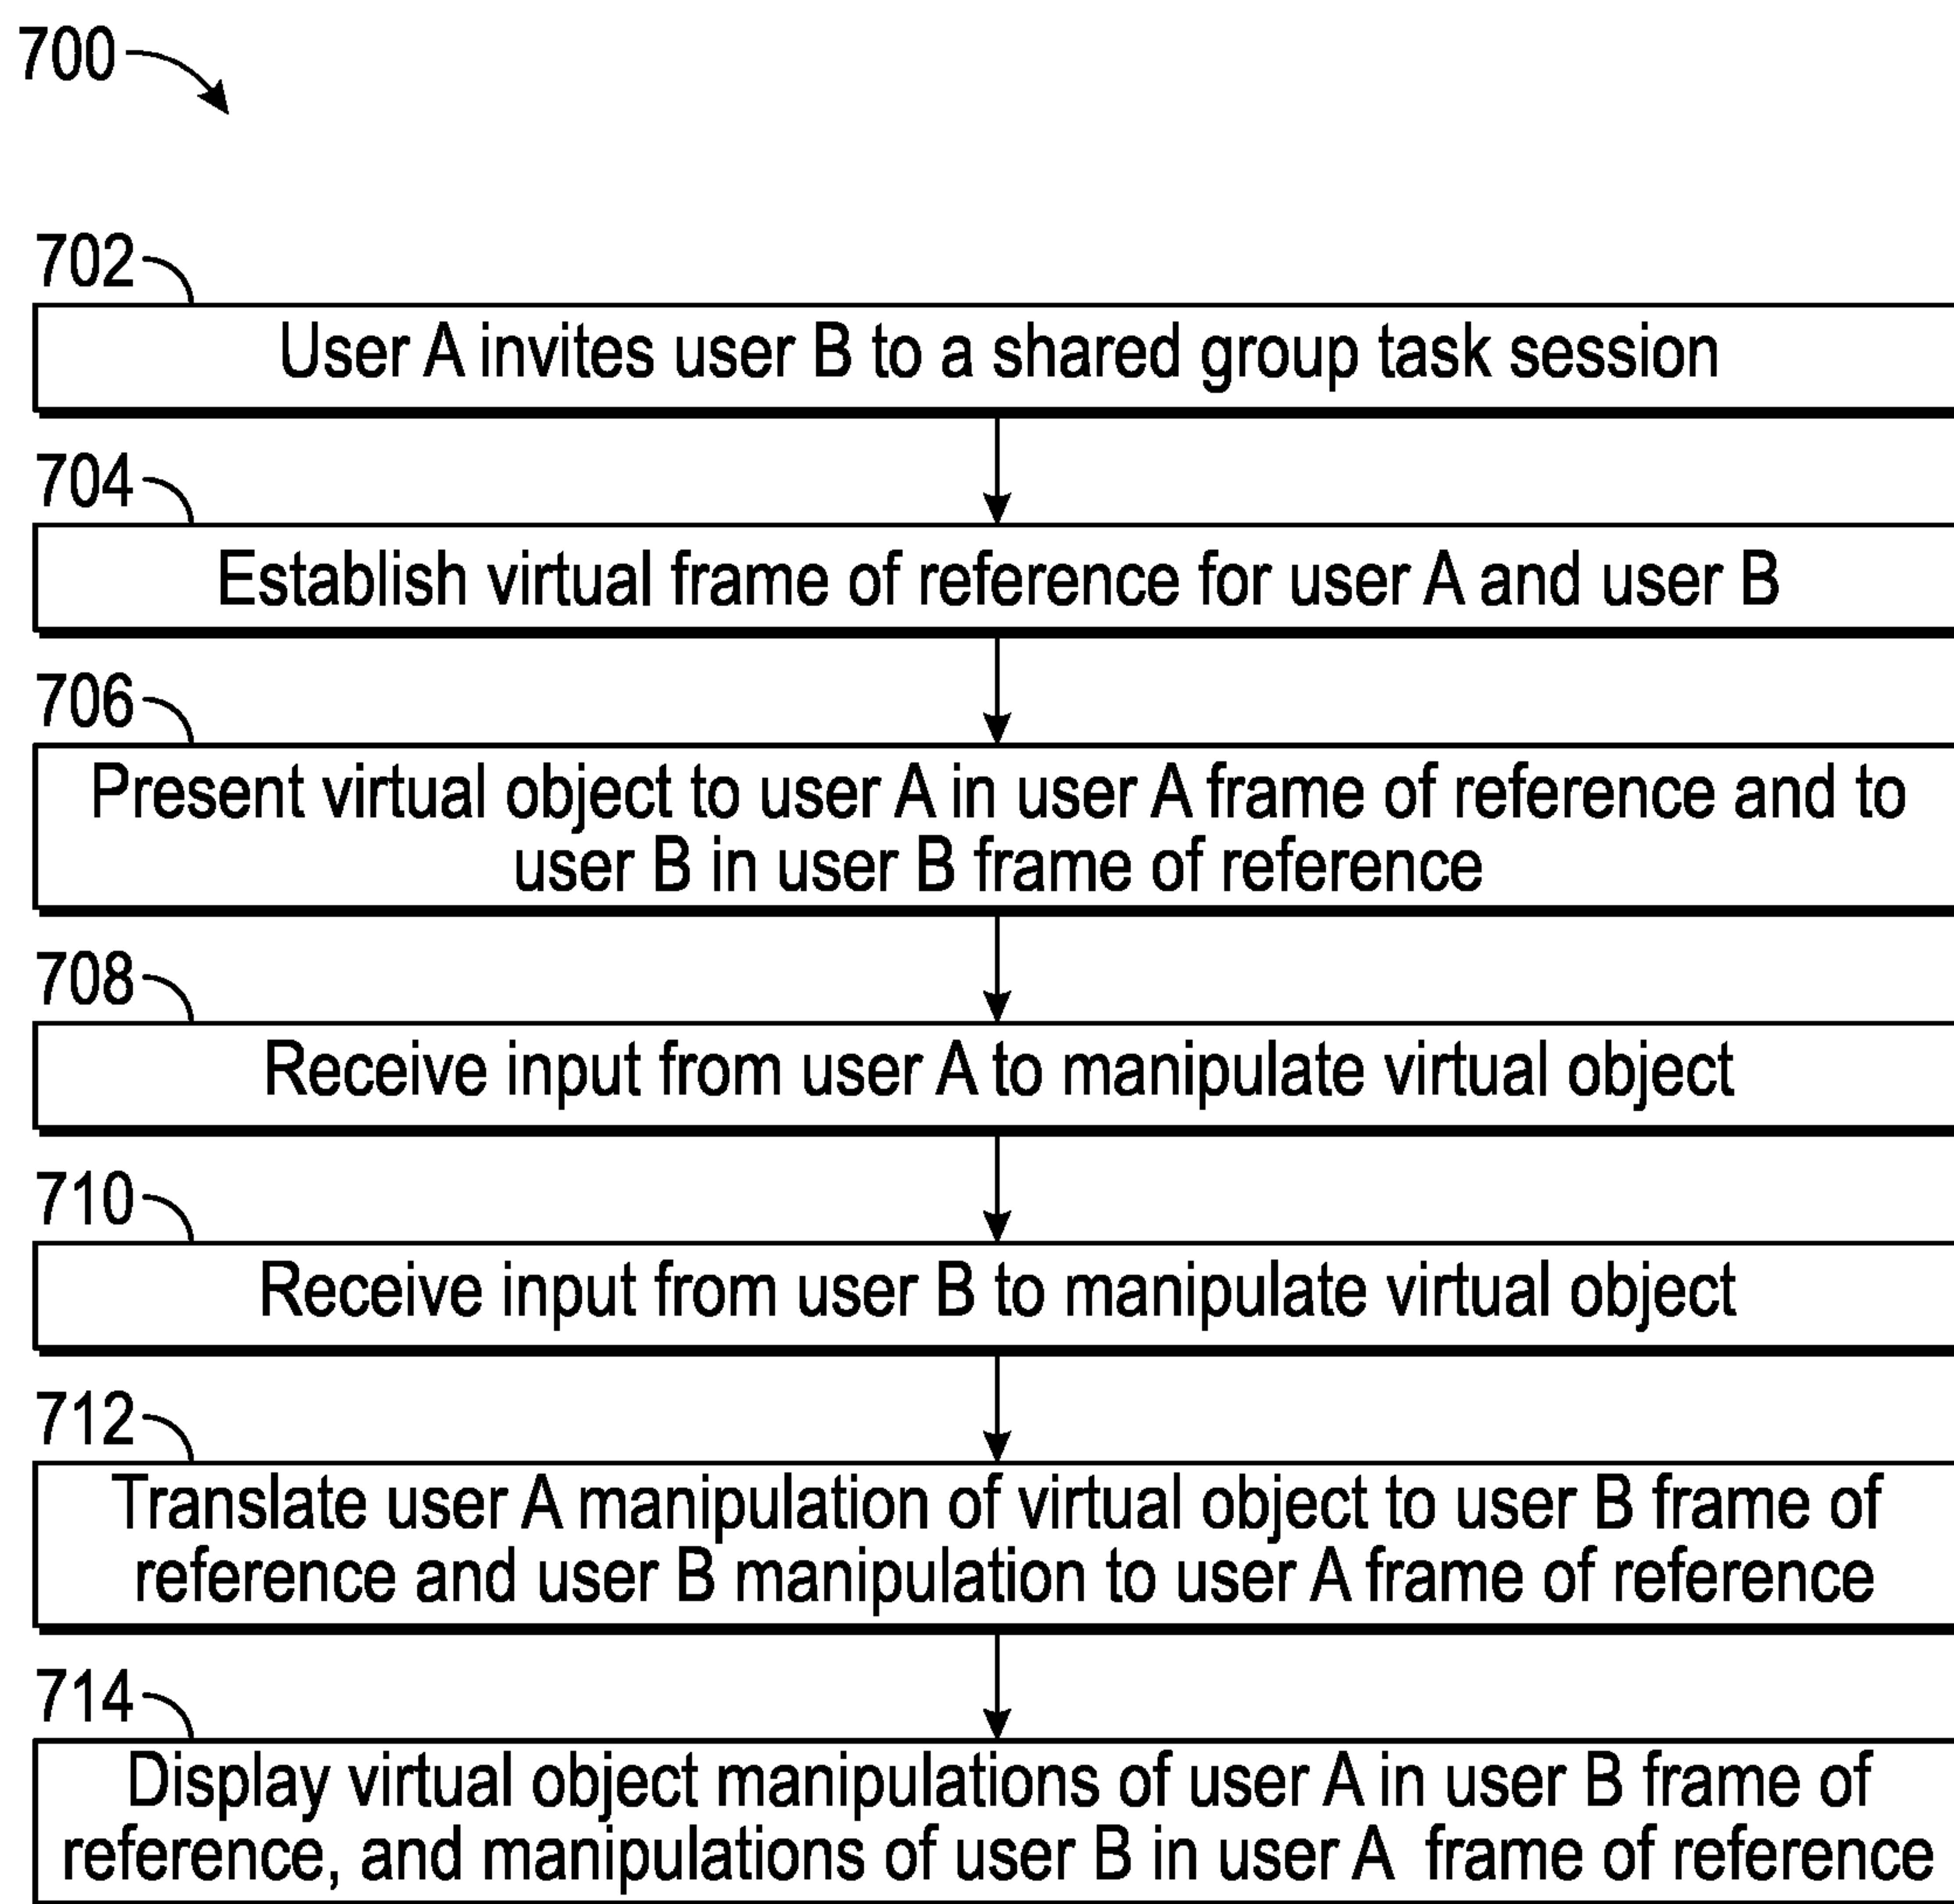 700
702
User A invites user B to a shared group task session
704
Establish virtual frame of reference for user A and user B
706
Present virtual object to user A in user A frame of reference and to
user B in user B frame of reference
708
Receive input from user A to manipulate virtual object
710
Receive input from user B to manipulate virtual object
712
Translate user A manipulation of virtual object to user B frame of
reference and user B manipulation to user A frame of reference
714
Display virtual object manipulations of user A in user B frame of
reference, and manipulations of user B in user A frame of reference